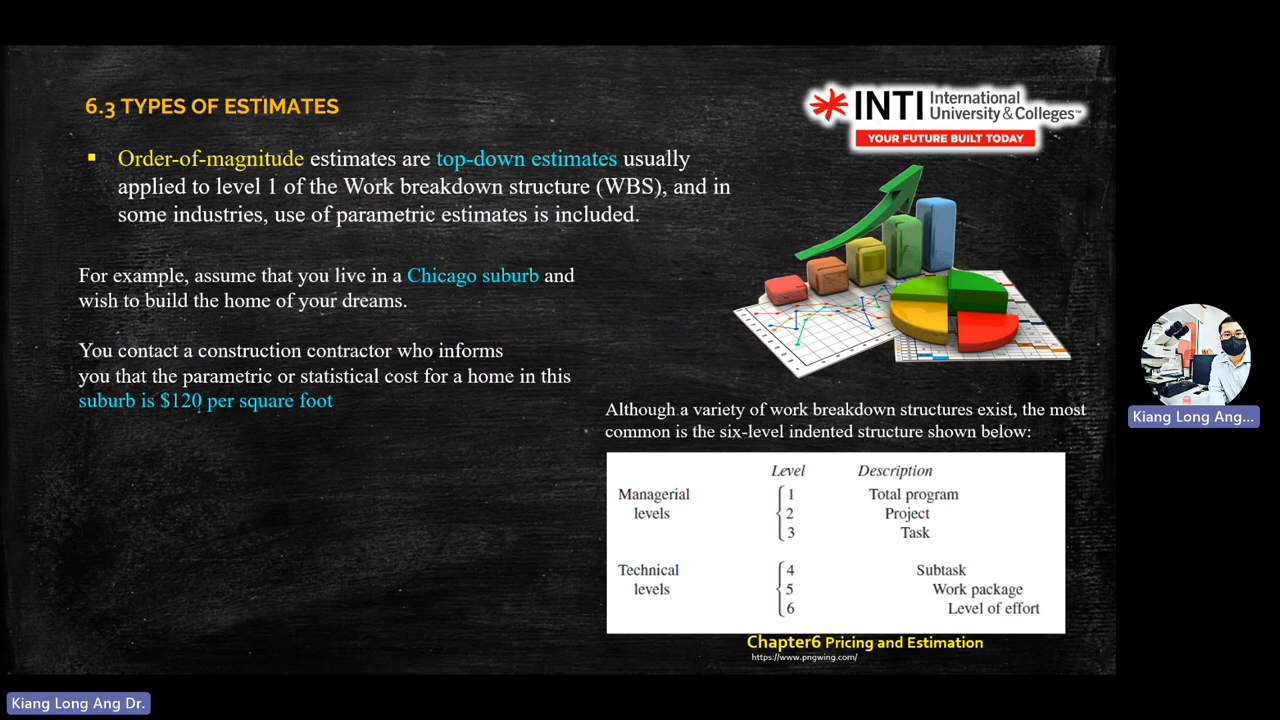 6.3 TYPES OF ESTIMATES
INTI International
University & Colleges™
YOUR FUTURE BUILT TODAY
▪ Order-of-magnitude estimates are top-down estimates usually
applied to level 1 of the Work breakdown structure (WBS), and in
some industries, use of parametric estimates is included.
For example, assume that you live in a Chicago suburb and
wish to build the home of your dreams.
You contact a construction contractor who informs
you that the parametric or statistical cost for a home in this
suburb is $120 per square foot
Although a variety of work breakdown structures exist, the most
common is the six-level indented structure shown below:
Level Description
Managerial 1 Total program
levels 2 Project
3 Task
Technical 4 Subtask
levels 5 Work package
6 Level of effort
Chapter6 Pricing and Estimation
https://www.pngwing.com/
Kiang Long Ang...
Kiang Long Ang Dr.